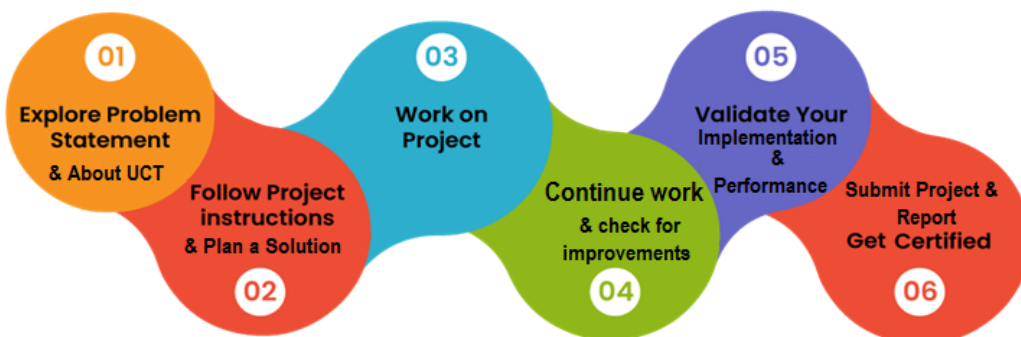 01
Explore Problem
Statement
& About UCT
Follow Project
instructions
& Plan a Solution
02
03
Work on
Project
Continue work
& check for
improvements
04
05
Validate Your
Implementation
&
Performance
Submit Project &
Report
Get Certified
06